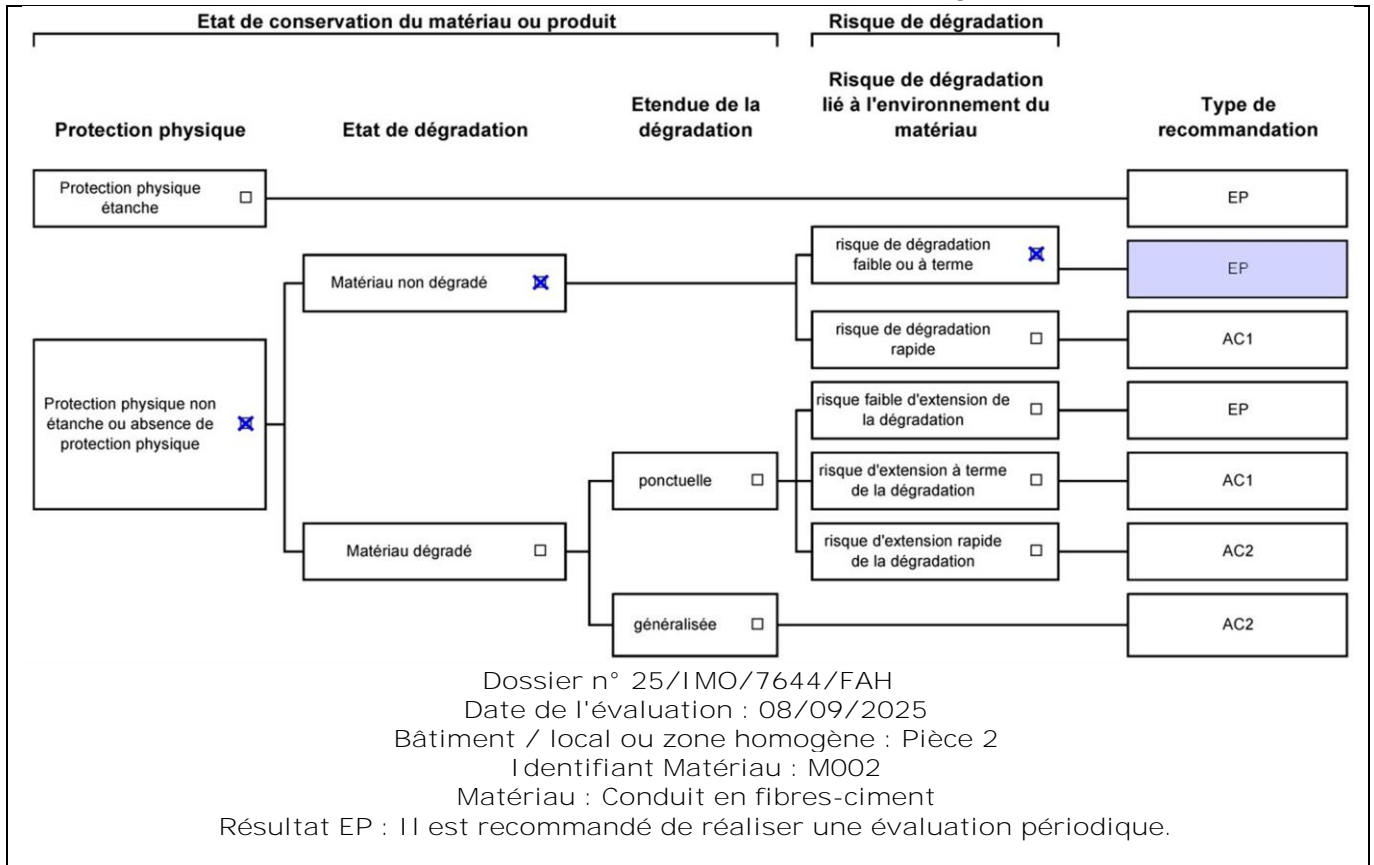 Etat de conservation du matériau ou produit
Risque de dégradation
Protection physique
Etat de dégradation
Etendue de la
dégradation
Risque de dégradation
lié à l'environnement du
matériau
Type de
recommandation
Protection physique
étanche
EP
risque de dégradation
faible ou à terme
EP
Matériau non dégradé
risque de dégradation
rapide
AC1
Protection physique non
étanche ou absence de
protection physique
risque faible d'extension de
la dégradation
EP
ponctuelle
risque d'extension à terme
de la dégradation
AC1
Matériau dégradé
risque d'extension rapide
de la dégradation
AC2
généralisée
AC2
Dossier n° 25/IMO/7644/FAH
Date de l'évaluation : 08/09/2025
Bâtiment / local ou zone homogène : Pièce 2
Identifiant Matériau : M002
Matériau : Conduit en fibres-ciment
Résultat EP : Il est recommandé de réaliser une évaluation périodique.